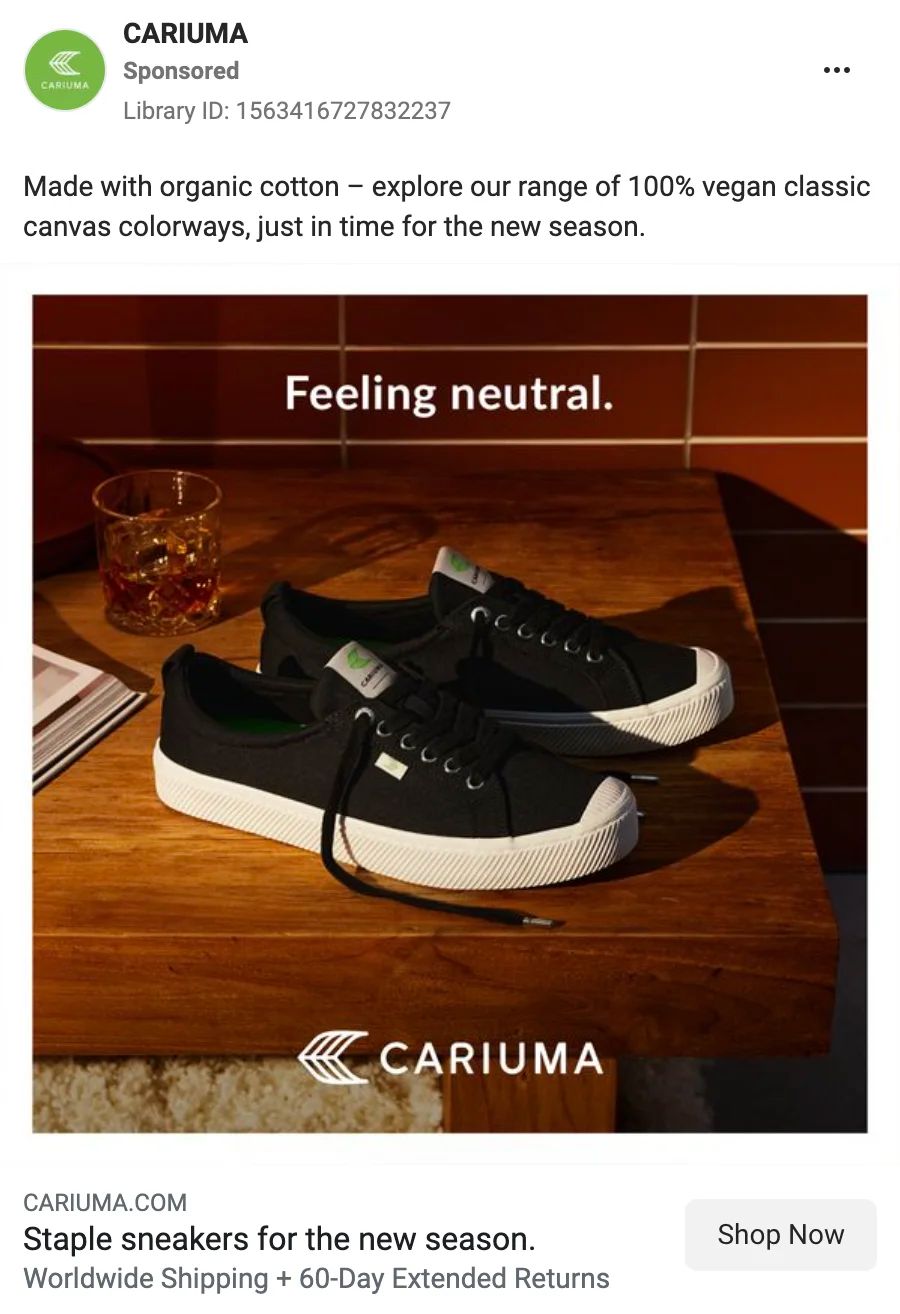 CARIUMA
Sponsored
Library ID: 1563416727832237
CARIUMA
Made with organic cotton – explore our range of 100% vegan classic
canvas colorways, just in time for the new season.
Feeling neutral.
CARIUMA
CARIUMA
CARIUMA.COM
Staple sneakers for the new season.
Worldwide Shipping + 60-Day Extended Returns
Shop Now